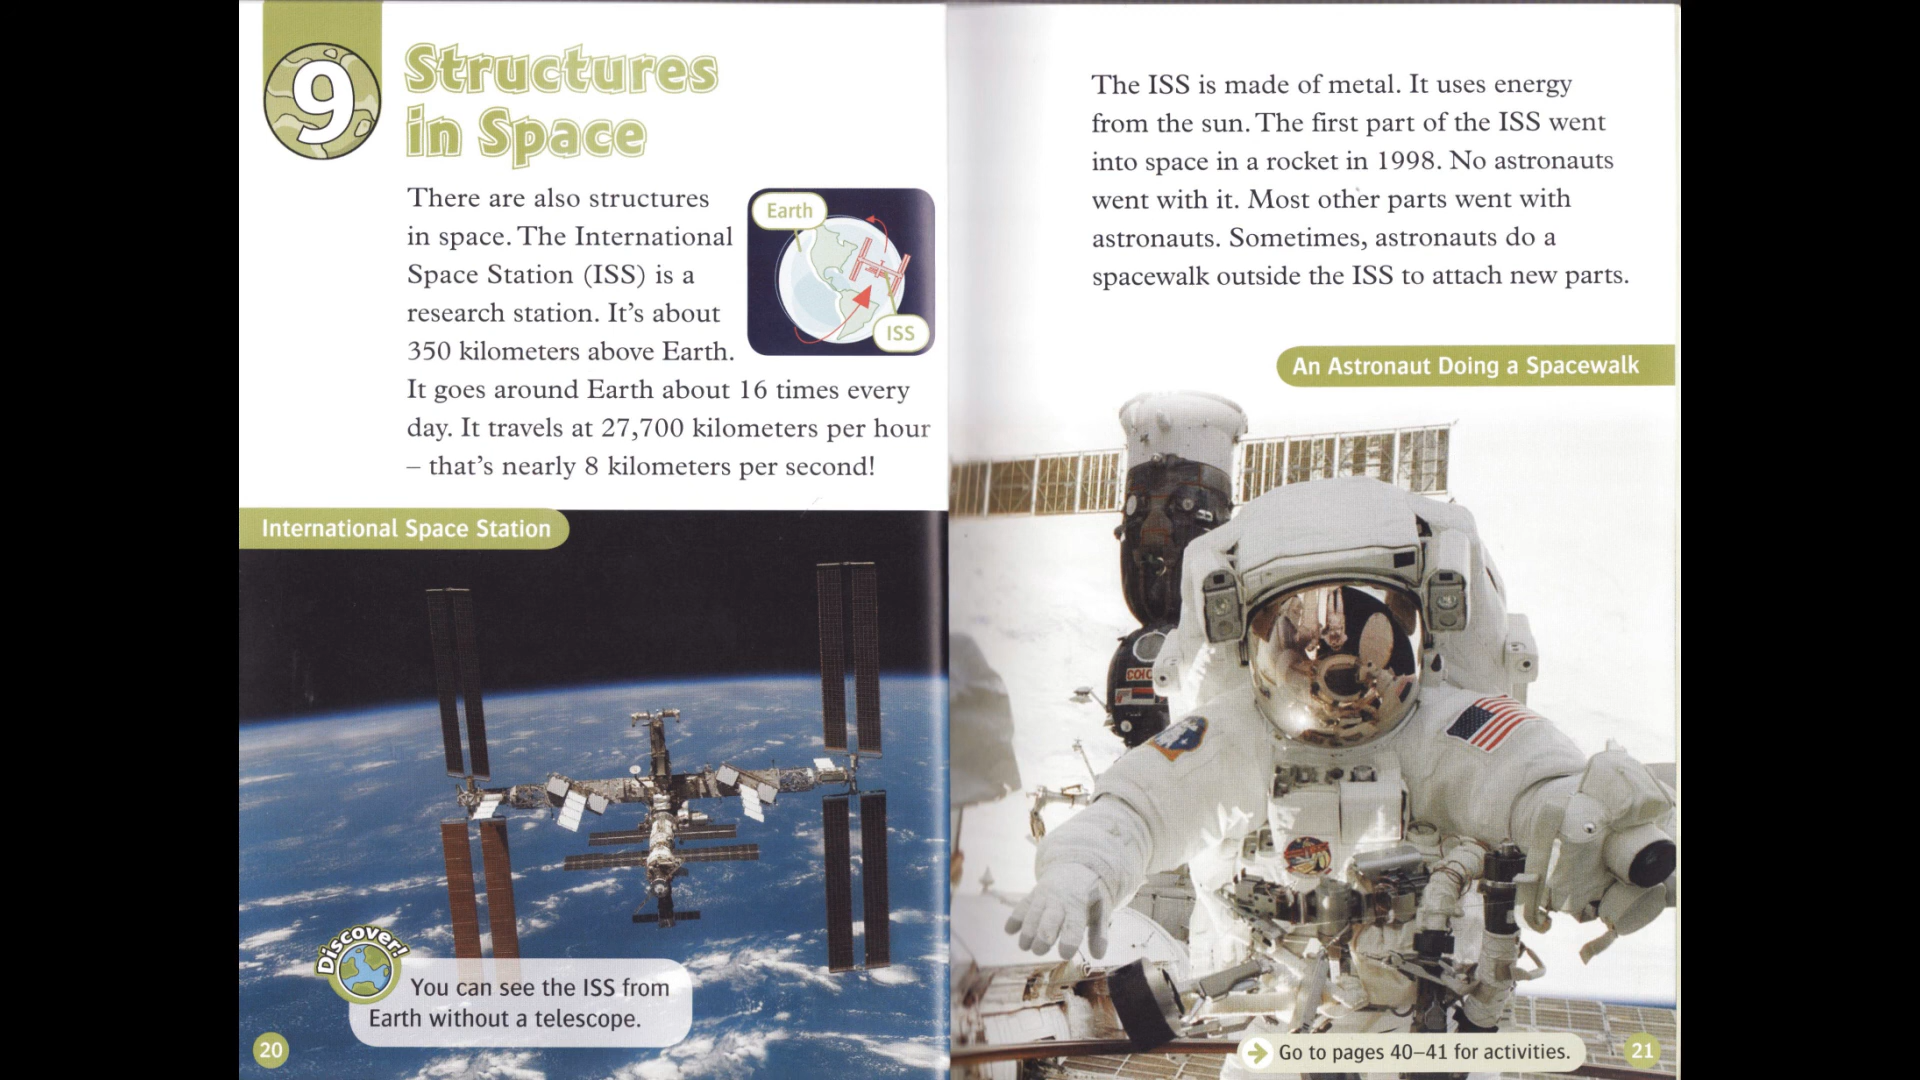 9
Structures
in Space
There are also structures
in space. The International
Space Station (ISS) is a
research station. It's about
350 kilometers above Earth.
It goes around Earth about 16 times every
day. It travels at 27,700 kilometers per hour
– that's nearly 8 kilometers per second!
Earth
ISS
International Space Station
Discover!
You can see the ISS from
Earth without a telescope.
20
The ISS is made of metal. It uses energy
from the sun. The first part of the ISS went
into space in a rocket in 1998. No astronauts
went with it. Most other parts went with
astronauts. Sometimes, astronauts do a
spacewalk outside the ISS to attach new parts.
An Astronaut Doing a Spacewalk
Go to pages 40–41 for activities.
21